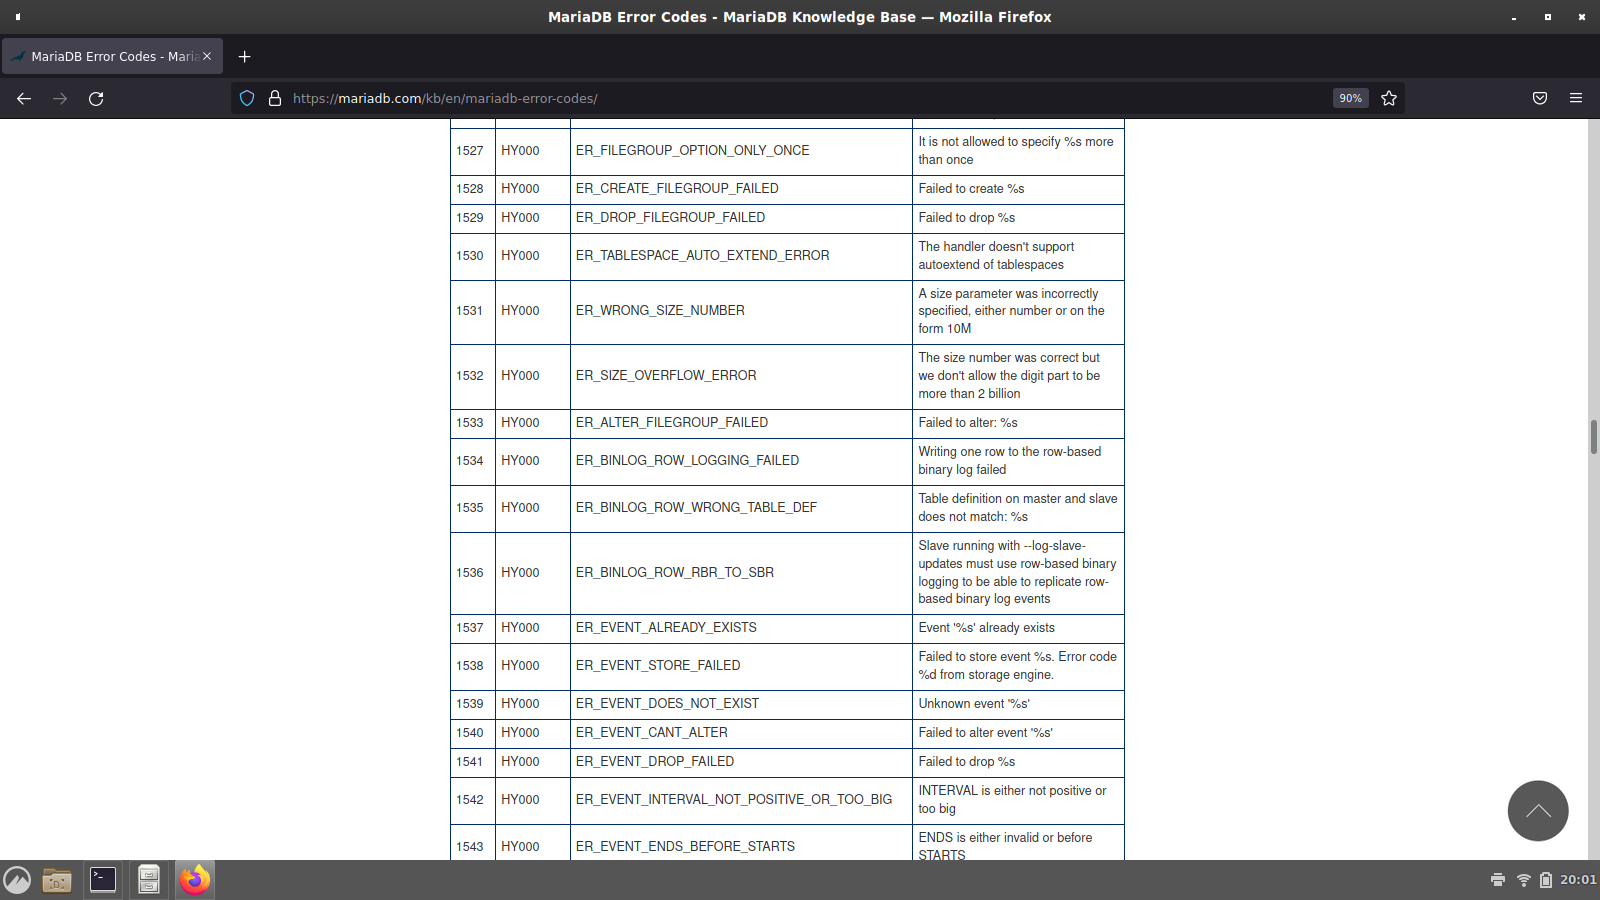 MariaDB Error Codes - MariaDB Knowledge Base — Mozilla Firefox
MariaDB Error Codes - Maria
https://mariadb.com/kb/en/mariadb-error-codes/
90%
1527 HY000 ER_FILEGROUP_OPTION_ONLY_ONCE It is not allowed to specify %s more
than once
1528 HY000 ER_CREATE_FILEGROUP_FAILED Failed to create %s
1529 HY000 ER_DROP_FILEGROUP_FAILED Failed to drop %s
1530 HY000 ER_TABLESPACE_AUTO_EXTEND_ERROR The handler doesn't support
autoextend of tablespaces
1531 HY000 ER_WRONG_SIZE_NUMBER A size parameter was incorrectly
specified, either number or on the
form 10M
1532 HY000 ER_SIZE_OVERFLOW_ERROR The size number was correct but
we don't allow the digit part to be
more than 2 billion
1533 HY000 ER_ALTER_FILEGROUP_FAILED Failed to alter: %s
1534 HY000 ER_BINLOG_ROW_LOGGING_FAILED Writing one row to the row-based
binary log failed
1535 HY000 ER_BINLOG_ROW_WRONG_TABLE_DEF Table definition on master and slave
does not match: %s
1536 HY000 ER_BINLOG_ROW_RBR_TO_SBR Slave running with --log-slave-
updates must use row-based binary
logging to be able to replicate row-
based binary log events
1537 HY000 ER_EVENT_ALREADY_EXISTS Event '%s' already exists
1538 HY000 ER_EVENT_STORE_FAILED Failed to store event %s. Error code
%d from storage engine.
1539 HY000 ER_EVENT_DOES_NOT_EXIST Unknown event '%s'
1540 HY000 ER_EVENT_CANT_ALTER Failed to alter event '%s'
1541 HY000 ER_EVENT_DROP_FAILED Failed to drop %s
1542 HY000 ER_EVENT_INTERVAL_NOT_POSITIVE_OR_TOO_BIG INTERVAL is either not positive or
too big
1543 HY000 ER_EVENT_ENDS_BEFORE_STARTS ENDS is either invalid or before
STARTS
20:01